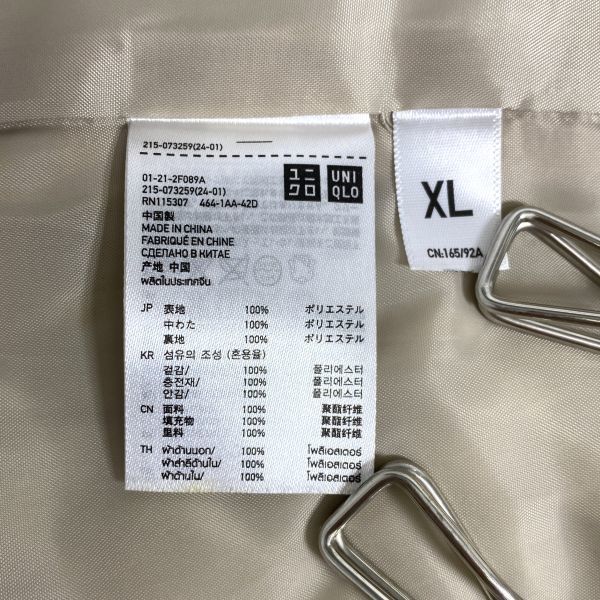 215-073259(24-01)
01-21-2F089A
215-073259(24-01)
RN115307 464-1AA-42D
ユニ
クロ
UNI
QLO
中国製
MADE IN CHINA
FABRIQUÉ EN CHINE
СДЕЛАНО В КИТАЕ
产地 中国
ผลิตในประเทศจีน
JP 表地 100% ポリエステル
中わた 100% ポリエステル
裏地 100% ポリエステル
KR 섬유의 조성 (혼용율)
겉감/ 100% 폴리에스터
충전재/ 100% 폴리에스터
안감/ 100% 폴리에스터
CN 面料 100% 聚酯纤维
填充物 100% 聚酯纤维
里料 100% 聚酯纤维
TH ผ้าด้านนอก/ 100% โพลีเอสเตอร์
ผ้าสำลีด้านใน/ 100% โพลีเอสเตอร์
ผ้าด้านใน/ 100% โพลีเอสเตอร์
XL
CN:165/92A